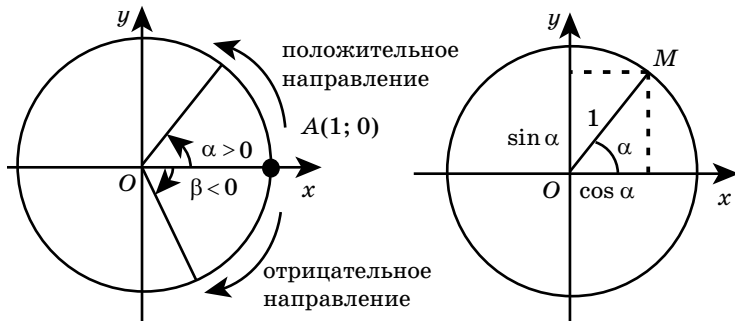 y
положительное
направление
A(1; 0)
α > 0
O
β < 0
x
отрицательное
направление
y
M
1
sin α
α
O
cos α
x